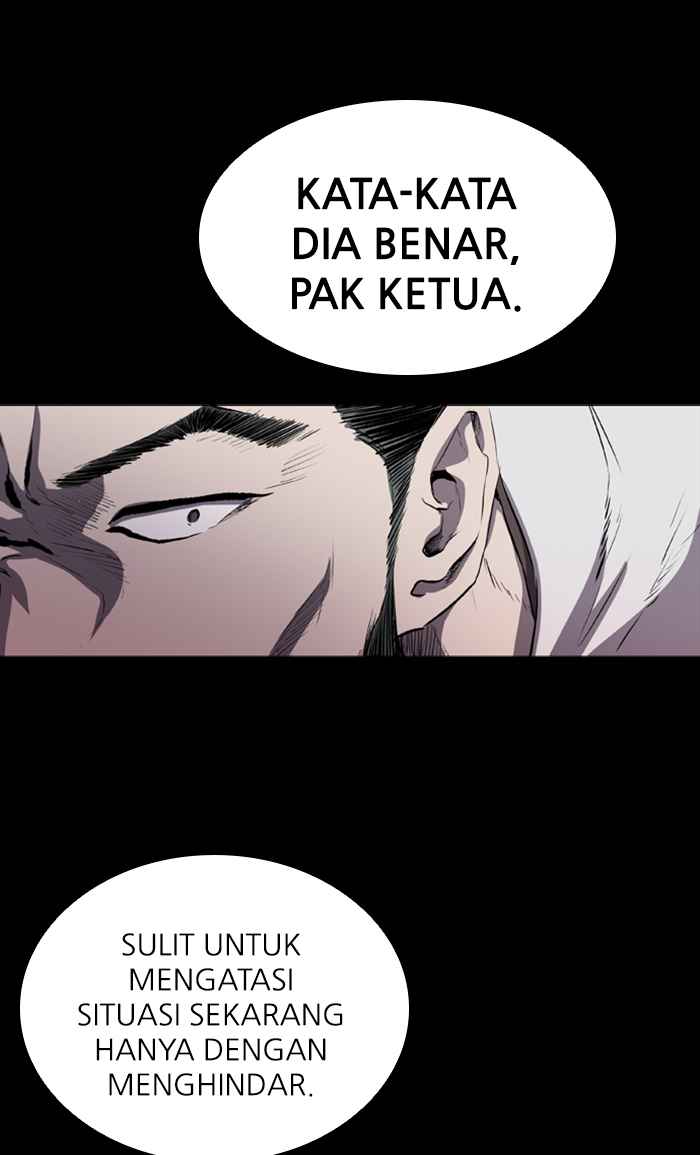 KATA-KATA
DIA BENAR,
PAK KETUA.
SULIT UNTUK
MENGATASI
SITUASI SEKARANG
HANYA DENGAN
MENGHINDAR.